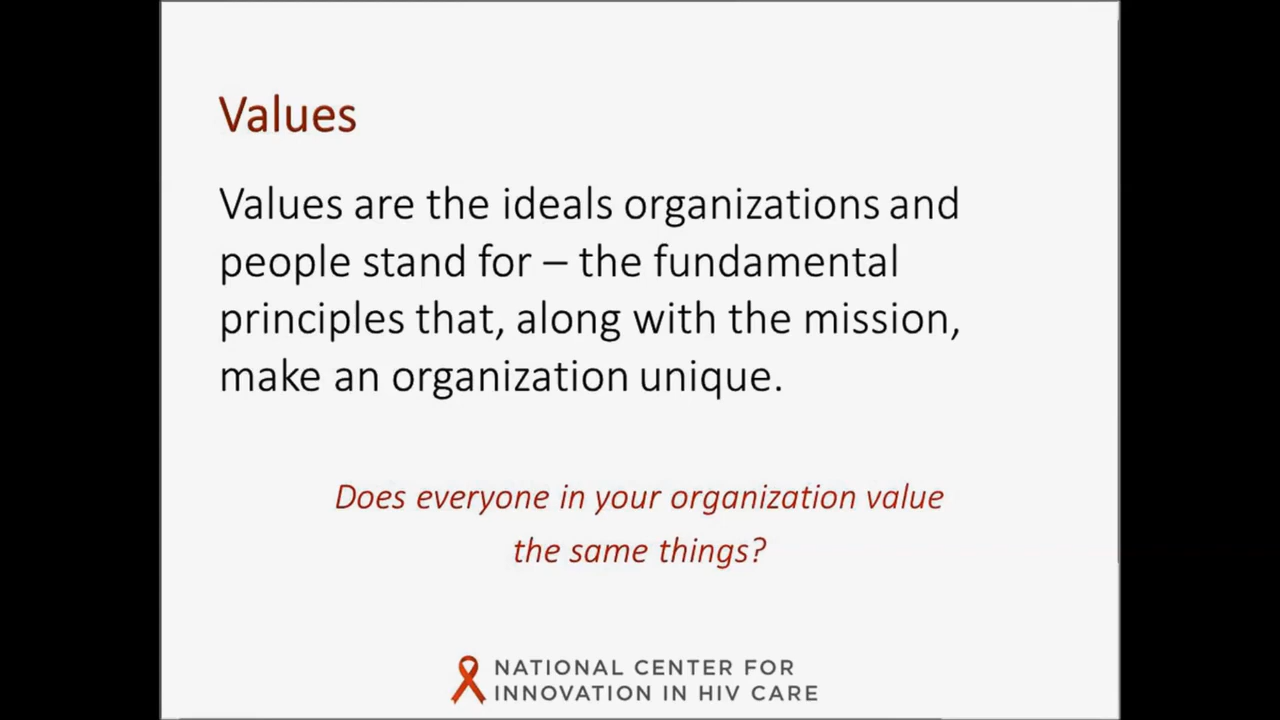 Values
Values are the ideals organizations and
people stand for – the fundamental
principles that, along with the mission,
make an organization unique.
Does everyone in your organization value
the same things?
NATIONAL CENTER FOR
INNOVATION IN HIV CARE